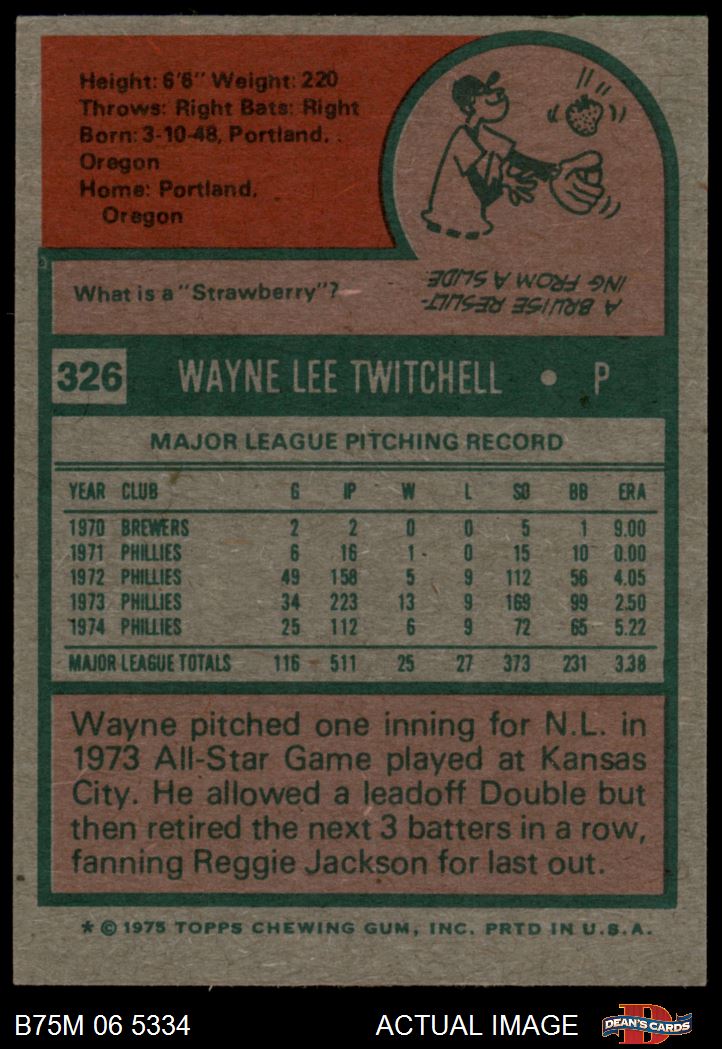 Height: 6'6" Weight: 220
Throws: Right Bats: Right
Born: 3-10-48, Portland,
Oregon
Home: Portland,
Oregon
What is a "Strawberry"?
A BRUISE RESULT-
ING FROM A SLIDE.
326 WAYNE LEE TWITCHELL • P
MAJOR LEAGUE PITCHING RECORD
YEAR CLUB G IP W L SO BB ERA
1970 BREWERS 2 2 0 0 5 1 9.00
1971 PHILLIES 6 16 1 0 15 10 0.00
1972 PHILLIES 49 158 5 9 112 56 4.05
1973 PHILLIES 34 223 13 9 169 99 2.50
1974 PHILLIES 25 112 6 9 72 65 5.22
MAJOR LEAGUE TOTALS 116 511 25 27 373 231 3.38
Wayne pitched one inning for N.L. in
1973 All-Star Game played at Kansas
City. He allowed a leadoff Double but
then retired the next 3 batters in a row,
fanning Reggie Jackson for last out.
* © 1975 TOPPS CHEWING GUM, INC. PRTD IN U.S.A.
B75M 06 5334 ACTUAL IMAGE DEAN'S CARDS